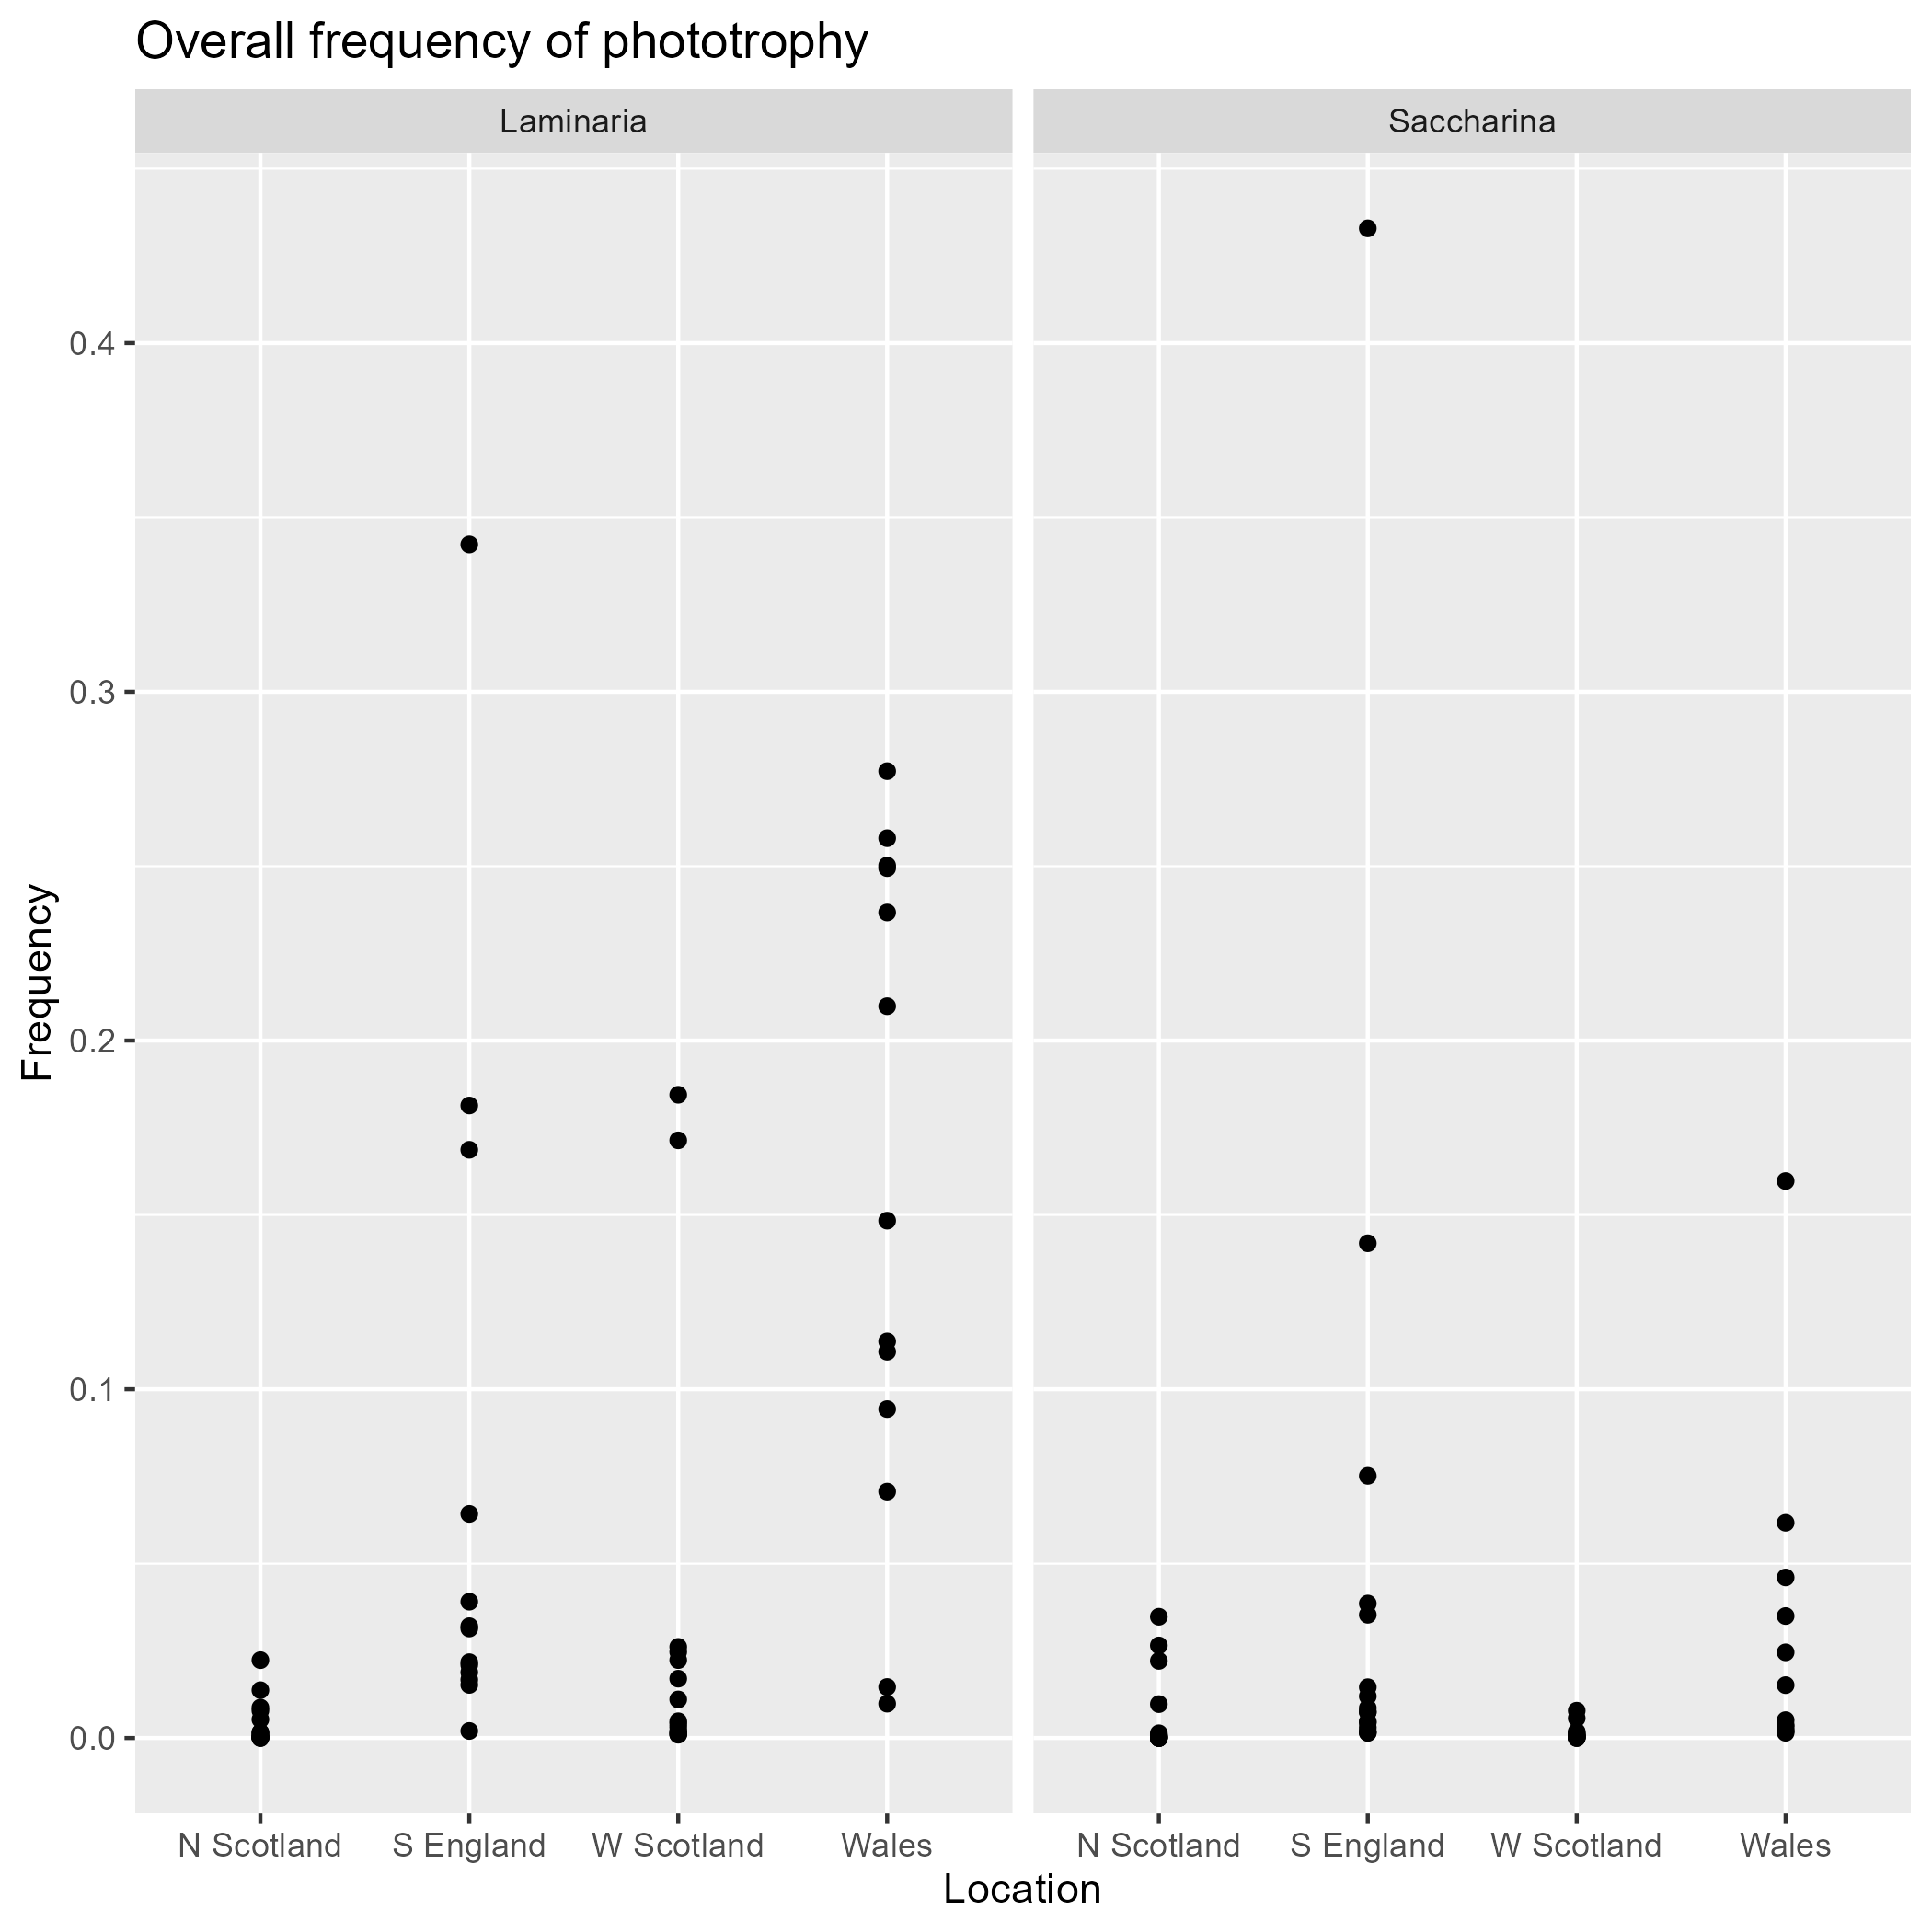 Overall frequency of phototrophy
Laminaria
Saccharina
Frequency
0.4
0.3
0.2
0.1
0.0
N Scotland
S England
W Scotland
Wales
N Scotland
S England
W Scotland
Wales
Location